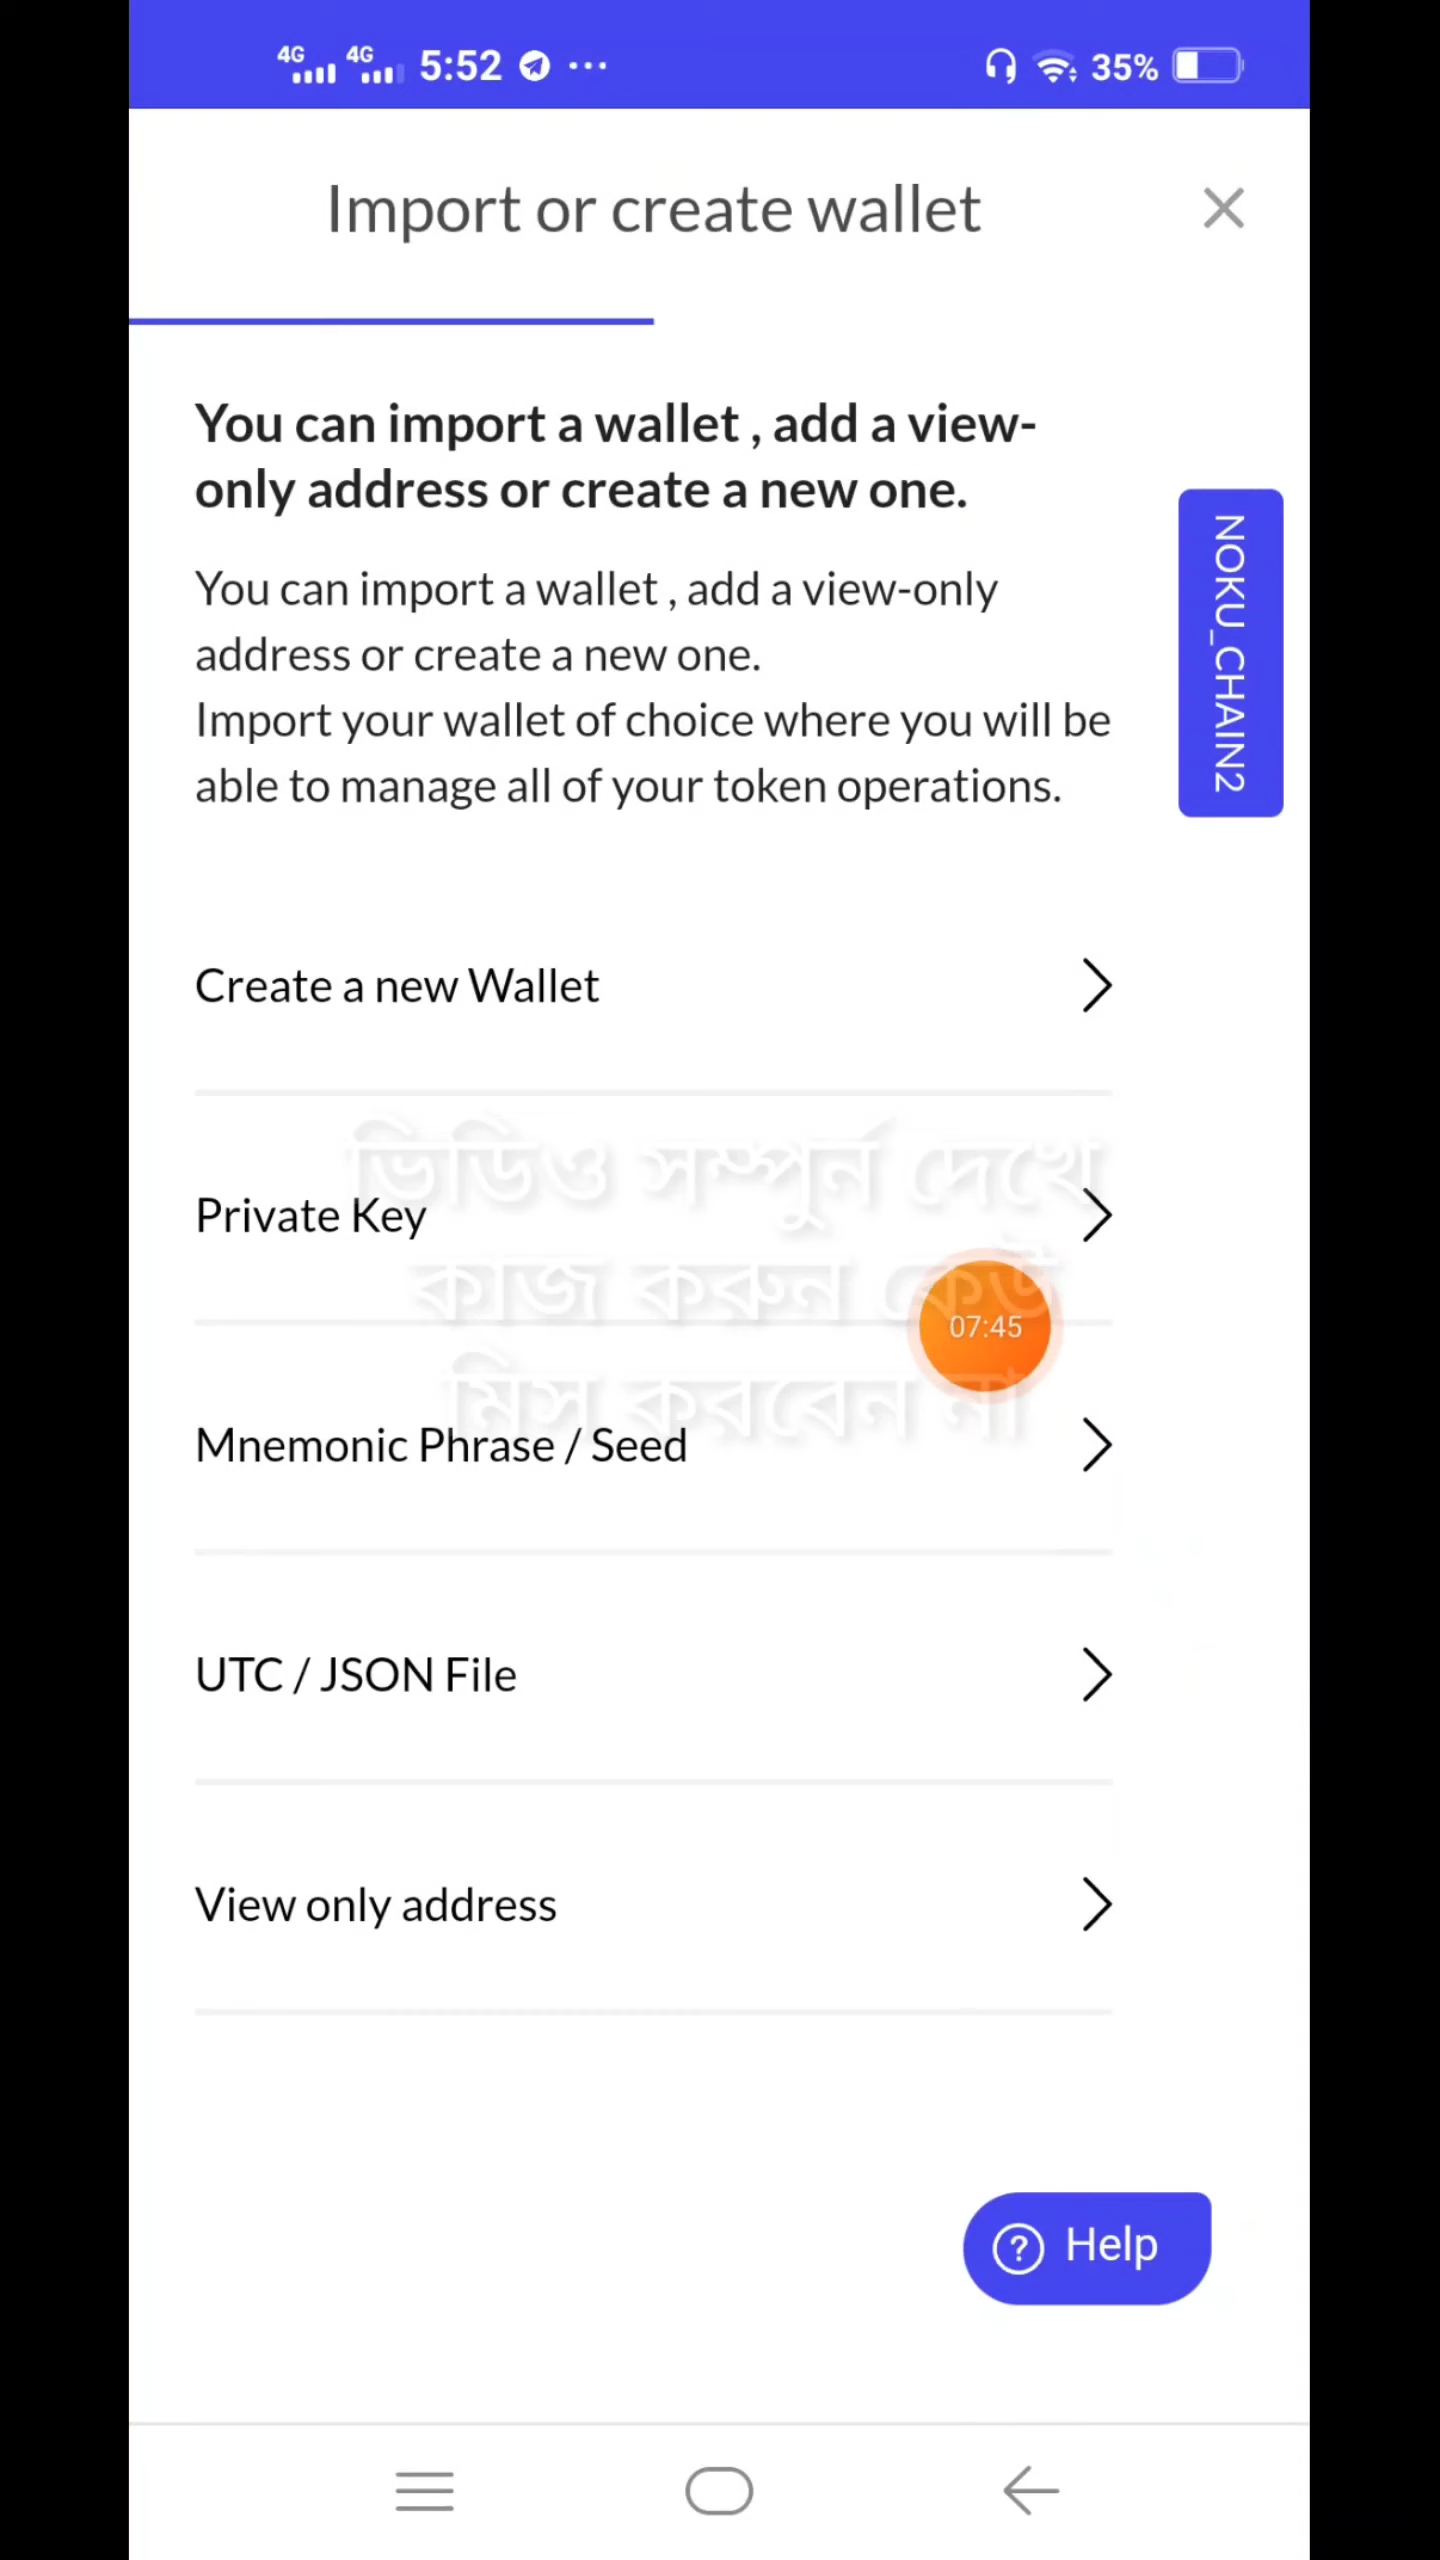 4G 4G 5:52 ... 35%
Import or create wallet
You can import a wallet , add a view-
only address or create a new one.
You can import a wallet , add a view-only
address or create a new one.
Import your wallet of choice where you will be
able to manage all of your token operations.
NOKU_CHAIN2
Create a new Wallet
ভিডিও সম্পুর্ন দেখে
Private Key
কাজ করুন কেউ
07:45
মিস করবেন না
Mnemonic Phrase / Seed
UTC / JSON File
View only address
? Help